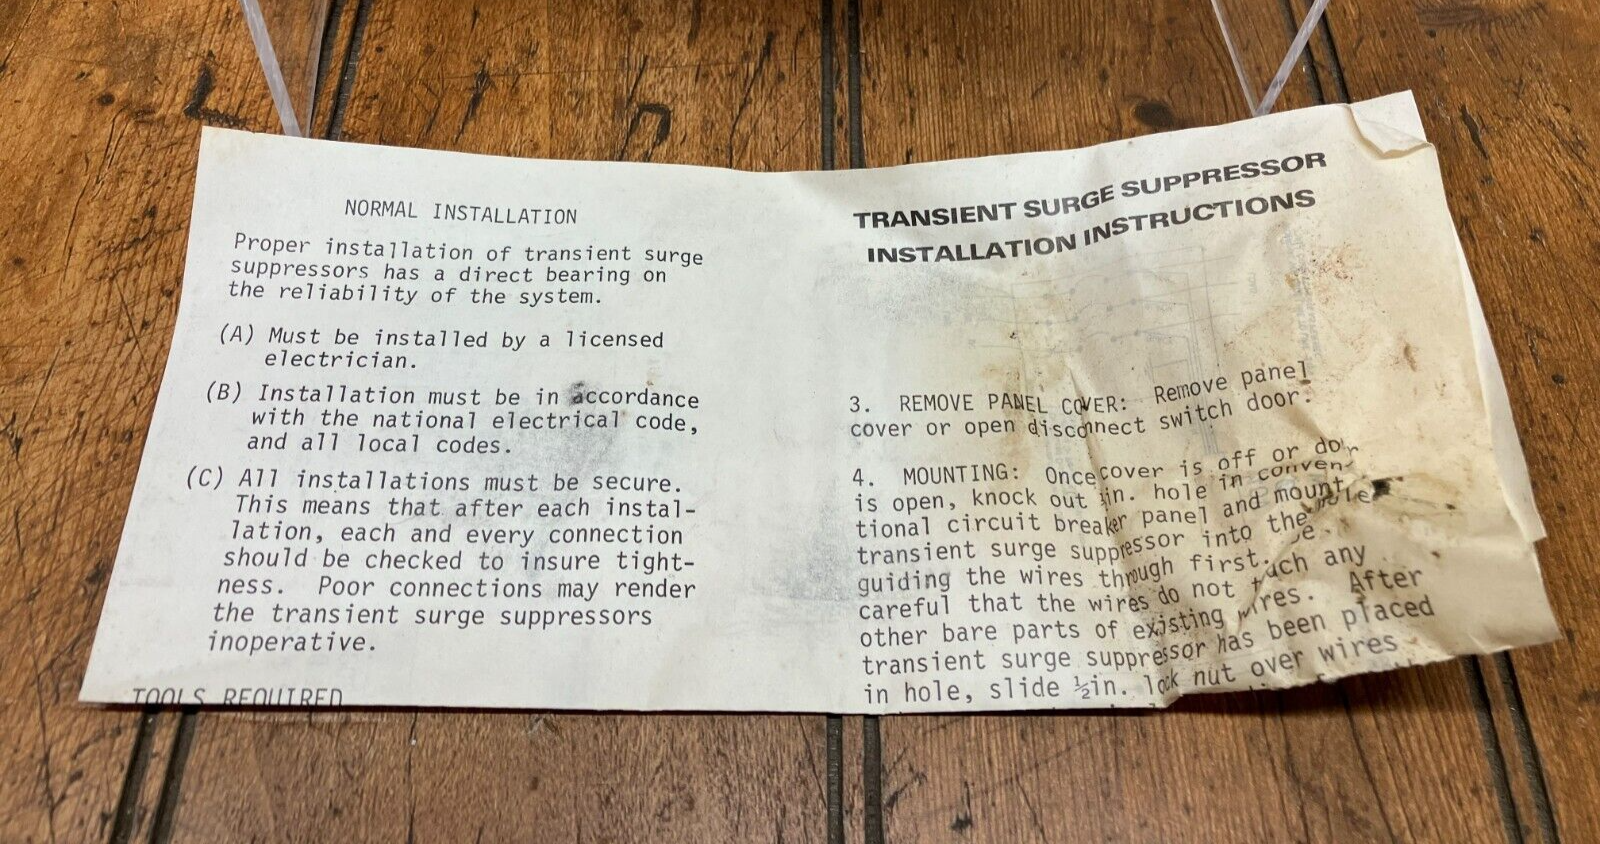 NORMAL INSTALLATION
Proper installation of transient surge
suppressors has a direct bearing on
the reliability of the system.
(A) Must be installed by a licensed
electrician.
(B) Installation must be in accordance
with the national electrical code,
and all local codes.
(C) All installations must be secure.
This means that after each instal-
lation, each and every connection
should be checked to insure tight-
ness. Poor connections may render
the transient surge suppressors
inoperative.
TOOLS REQUIRED
TRANSIENT SURGE SUPPRESSOR
INSTALLATION INSTRUCTIONS
3. REMOVE PANEL COVER: Remove panel
cover or open disconnect switch door.
4. MOUNTING: Once cover is off or door
is open, knock out in. hole in conven-
tional circuit breaker panel and mount
transient surge suppressor into the hole
guiding the wires through first. Be
careful that the wires do not touch any
other bare parts of existing wires. After
transient surge suppressor has been placed
in hole, slide ½in. lock nut over wires